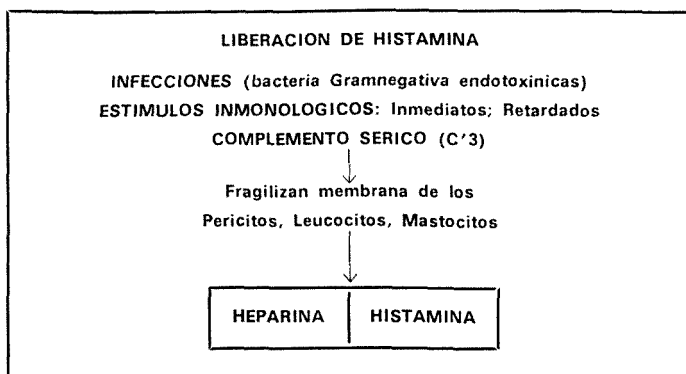 LIBERACION DE HISTAMINA
INFECCIONES (bacteria Gramnegativa endotoxinicas)
ESTIMULOS INMONOLOGICOS: Inmediatos; Retardados
COMPLEMENTO SERICO (C'3)
Fragilizan membrana de los
Pericitos, Leucocitos, Mastocitos
HEPARINA HISTAMINA